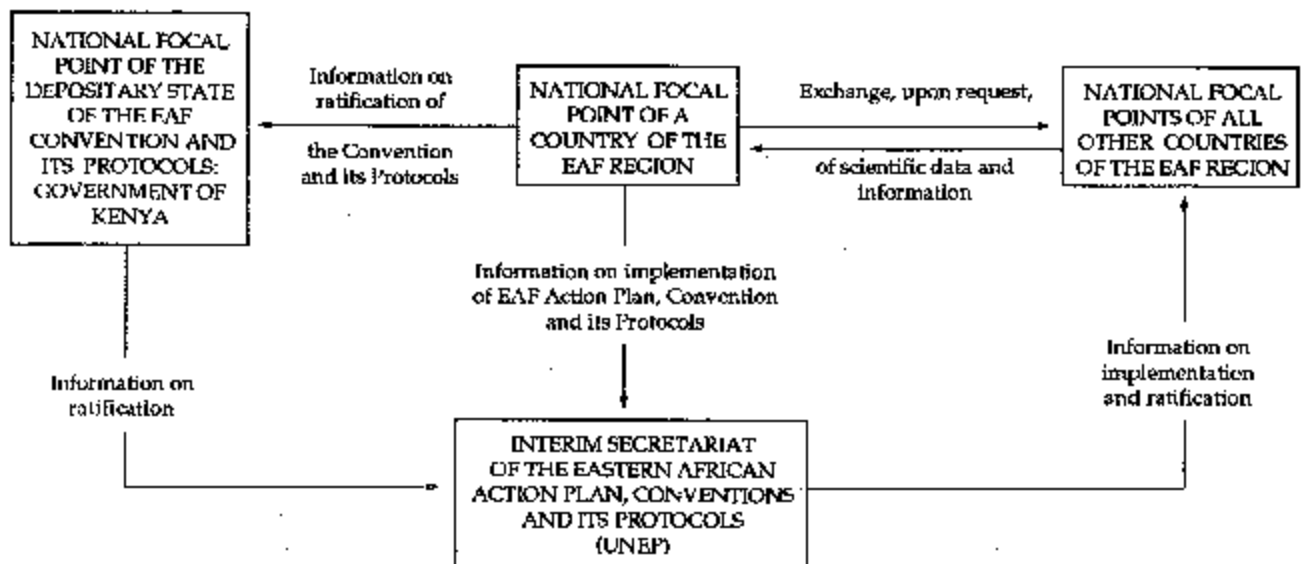 NATIONAL FOCAL
POINT OF THE
DEPOSITARY STATE
OF THE EAF
CONVENTION AND
ITS PROTOCOLS:
GOVERNMENT OF
KENYA
Information on
ratification of
the Convention
and its Protocols
NATIONAL FOCAL
POINT OF A
COUNTRY OF THE
EAF REGION
Exchange, upon request,
of scientific data and
information
NATIONAL FOCAL
POINTS OF ALL
OTHER COUNTRIES
OF THE EAF REGION
Information on implementation
of EAF Action Plan, Convention
and its Protocols
Information on
ratification
Information on
implementation
and ratification
INTERIM SECRETARIAT
OF THE EASTERN AFRICAN
ACTION PLAN, CONVENTIONS
AND ITS PROTOCOLS
(UNEP)